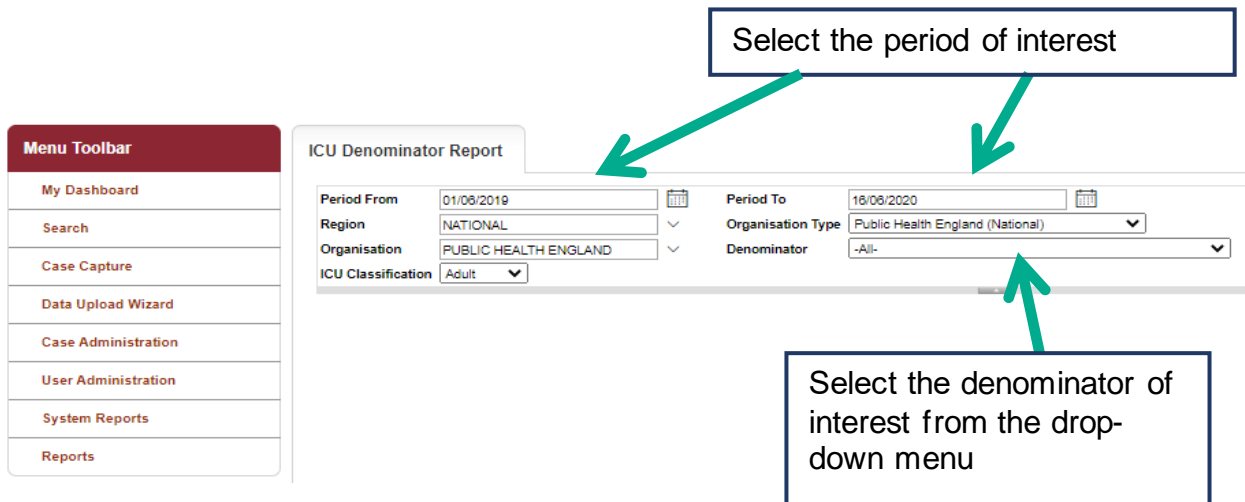 Select the period of interest
Menu Toolbar
My Dashboard
Search
Case Capture
Data Upload Wizard
Case Administration
User Administration
System Reports
Reports
ICU Denominator Report
Period From 01/06/2019 Period To 16/06/2020
Region NATIONAL Organisation Type Public Health England (National)
Organisation PUBLIC HEALTH ENGLAND Denominator -All-
ICU Classification Adult
Select the denominator of
interest from the drop-
down menu